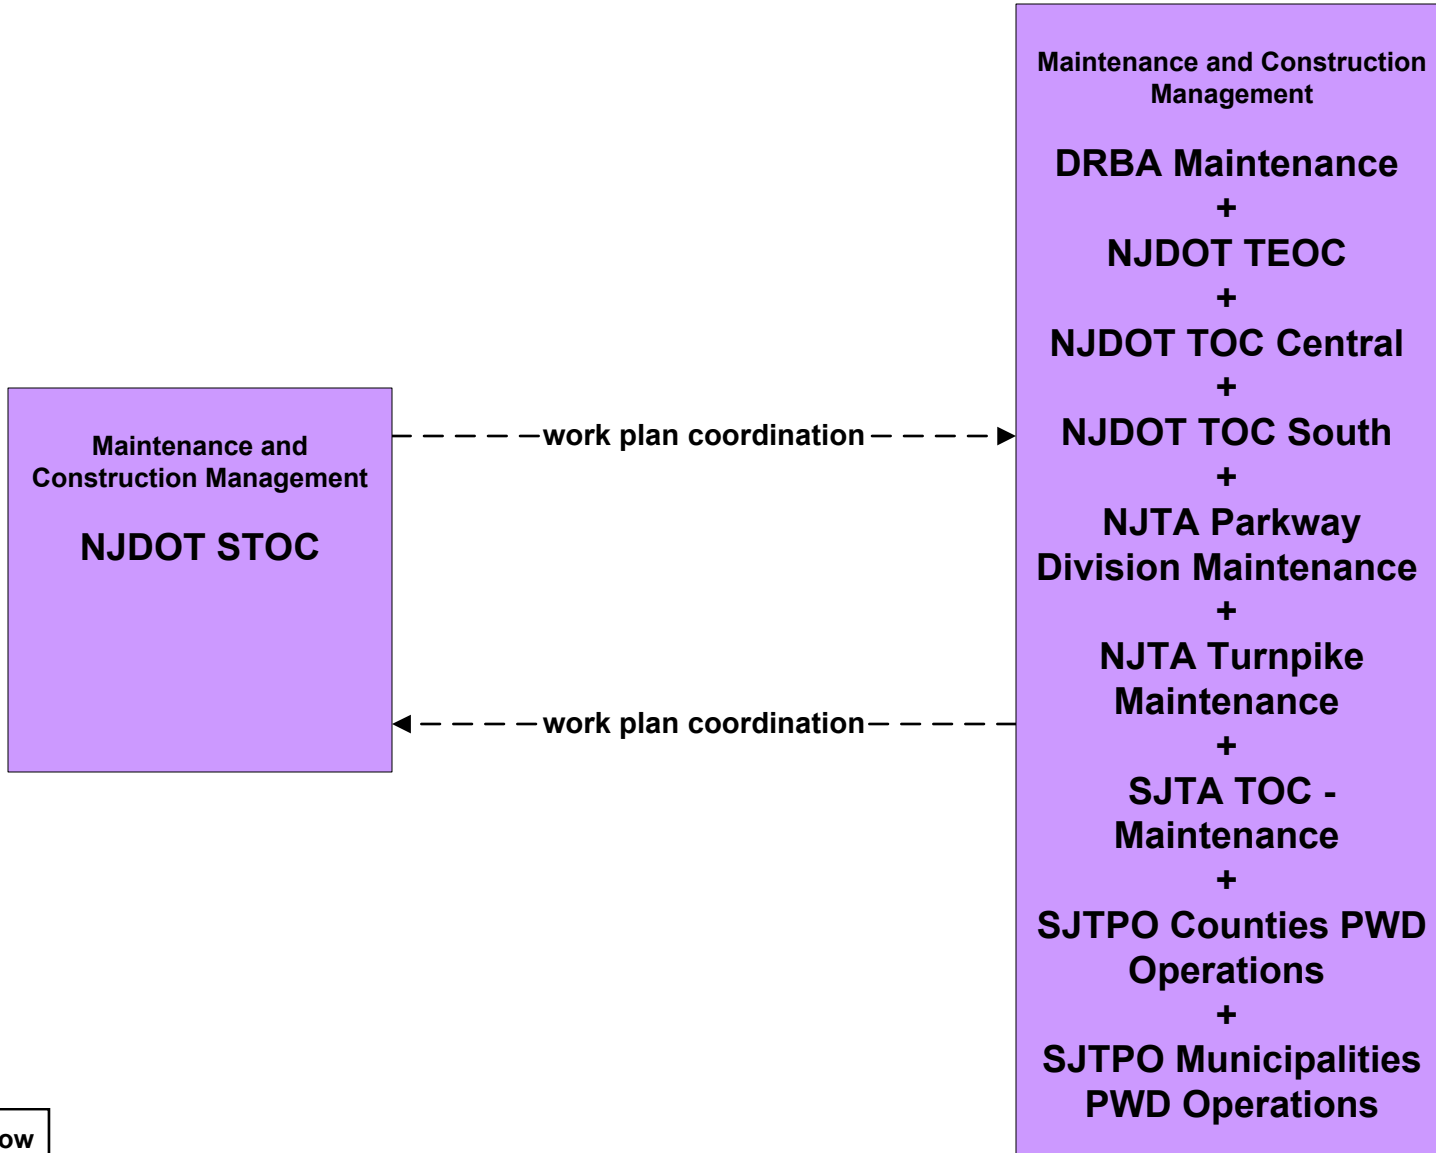 Maintenance and Construction
Management
DRBA Maintenance
+
NJDOT TEOC
+
NJDOT TOC Central
+
NJDOT TOC South
+
NJTA Parkway
Division Maintenance
+
NJTA Turnpike
Maintenance
+
SJTA TOC -
Maintenance
+
SJTPO Counties PWD
Operations
+
SJTPO Municipalities
PWD Operations
work plan coordination
work plan coordination
Maintenance and
Construction Management
NJDOT STOC